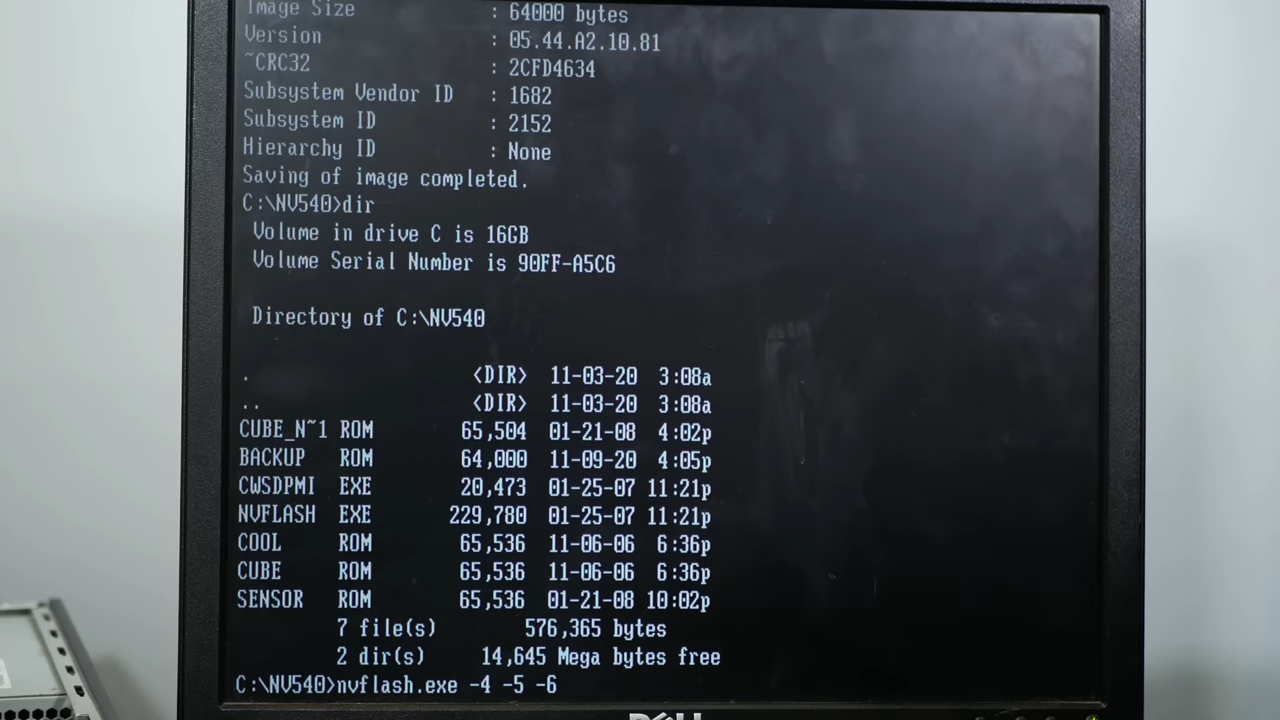 Image Size : 64000 bytes
Version : 05.44.A2.10.81
~CRC32 : 2CFD4634
Subsystem Vendor ID : 1682
Subsystem ID : 2152
Hierarchy ID : None
Saving of image completed.
C:\NV540>dir
Volume in drive C is 16GB
Volume Serial Number is 90FF-A5C6
Directory of C:\NV540
. <DIR> 11-03-20 3:08a
.. <DIR> 11-03-20 3:08a
CUBE_N~1 ROM 65,504 01-21-08 4:02p
BACKUP ROM 64,000 11-09-20 4:05p
CWSDPMI EXE 20,473 01-25-07 11:21p
NVFLASH EXE 229,780 01-25-07 11:21p
COOL ROM 65,536 11-06-06 6:36p
CUBE ROM 65,536 11-06-06 6:36p
SENSOR ROM 65,536 01-21-08 10:02p
7 file(s) 576,365 bytes
2 dir(s) 14,645 Mega bytes free
C:\NV540>nvflash.exe -4 -5 -6
DELL